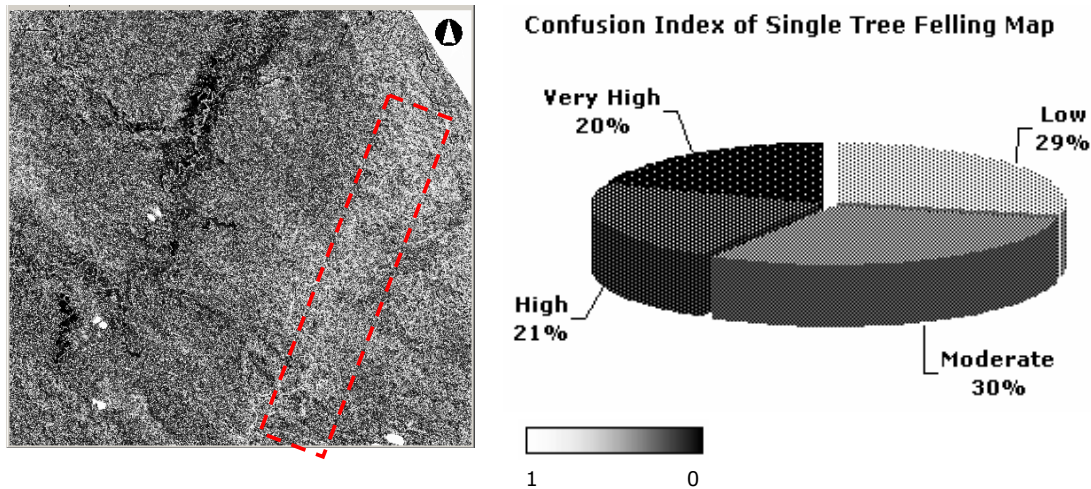 Confusion Index of Single Tree Felling Map
Very High
20%
Low
29%
High
21%
Moderate
30%
1 0